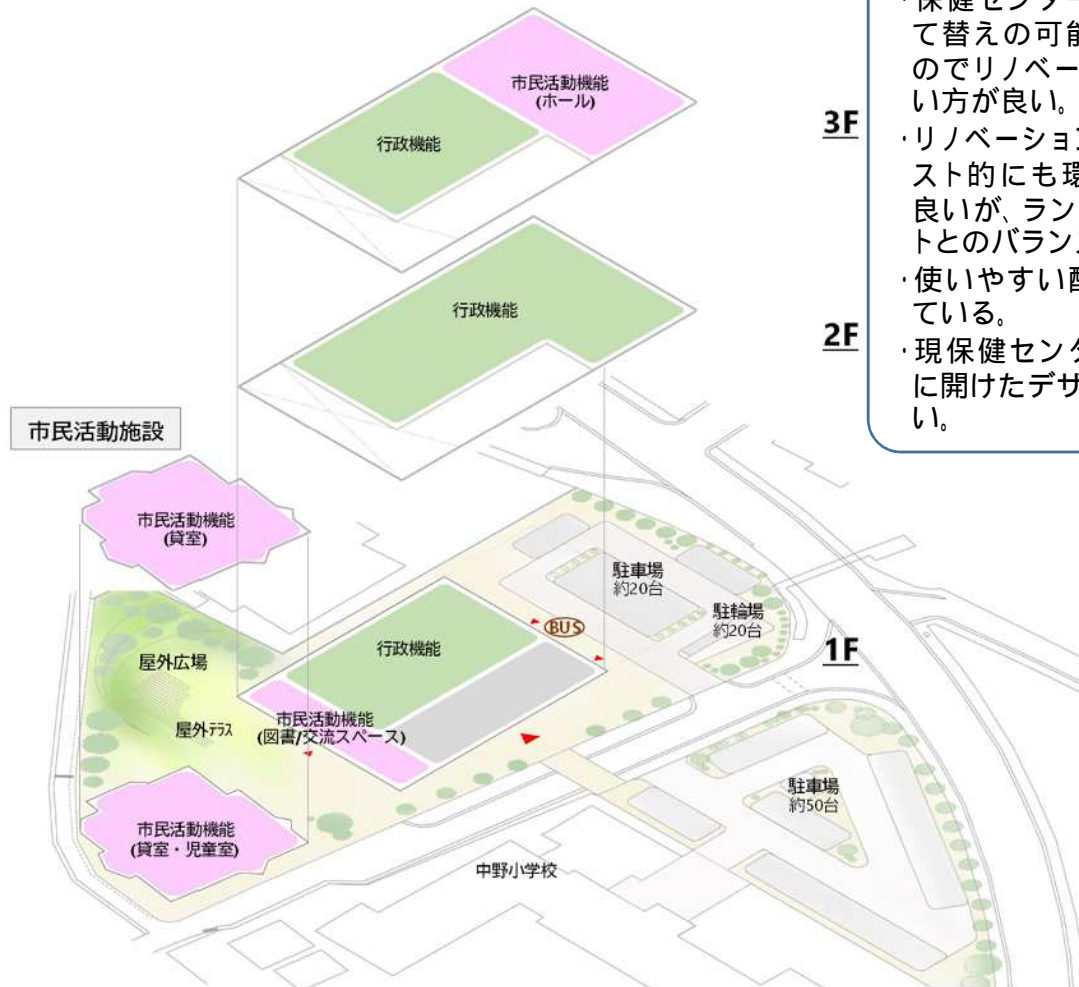 市民活動機能
(ホール)
行政機能
3F
行政機能
2F
市民活動施設
市民活動機能
(貸室)
駐車場
約20台
駐輪場
約20台
BUS
行政機能
1F
屋外広場
屋外テラス
市民活動機能
(図書/交流スペース)
駐車場
約50台
市民活動機能
(貸室・児童室)
中野小学校
・保健センター
て替えの可能
のでリノベー
い方が良い。
・リノベーション
スト的にも環
良いが、ラン
トとのバラン
・使いやすい配
ている。
・現保健センタ
に開けたデザ
い。